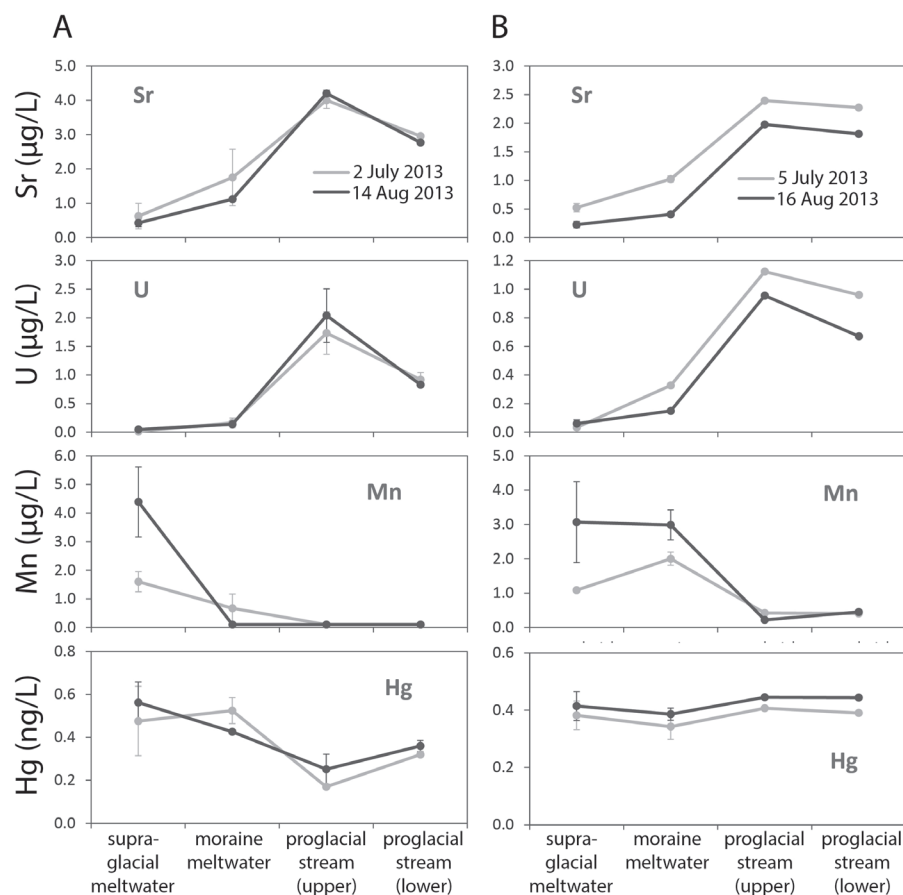 A
B
Sr (µg/L)
5.0
4.0
3.0
2.0
1.0
0.0
Sr
2 July 2013
14 Aug 2013
3.0
2.5
2.0
1.5
1.0
0.5
0.0
Sr
5 July 2013
16 Aug 2013
U (µg/L)
3.0
2.5
2.0
1.5
1.0
0.5
0.0
U
1.2
1.0
0.8
0.6
0.4
0.2
0.0
U
Mn (µg/L)
6.0
5.0
4.0
3.0
2.0
1.0
0.0
Mn
5.0
4.0
3.0
2.0
1.0
0.0
Mn
Hg (ng/L)
0.8
0.6
0.4
0.2
0.0
Hg
0.6
0.4
0.2
0.0
Hg
supra-
glacial
meltwater
moraine
meltwater
proglacial
stream
(upper)
proglacial
stream
(lower)
supra-
glacial
meltwater
moraine
meltwater
proglacial
stream
(upper)
proglacial
stream
(lower)